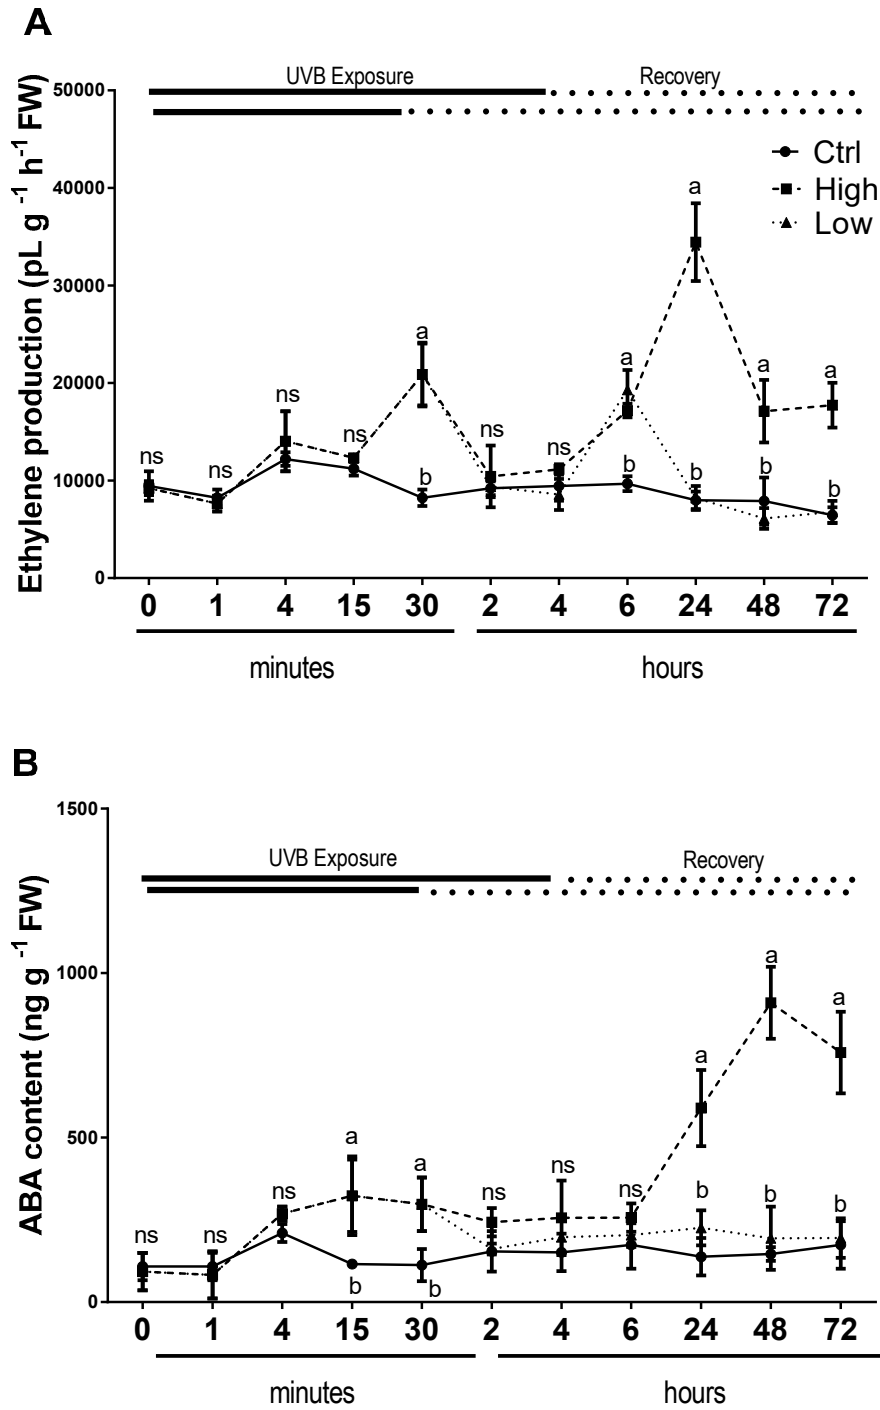 A
UVB Exposure Recovery
Ethylene production (pL g -1 h-1 FW)
50000
40000
30000
20000
10000
0
Ctrl
High
Low
ns ns ns ns a ns ns a a a a
b b b b b
0 1 4 15 30 2 4 6 24 48 72
minutes hours
B
UVB Exposure Recovery
ABA content (ng g -1 FW)
1500
1000
500
0
ns ns ns a a ns ns ns a a a
b b b b b
0 1 4 15 30 2 4 6 24 48 72
minutes hours